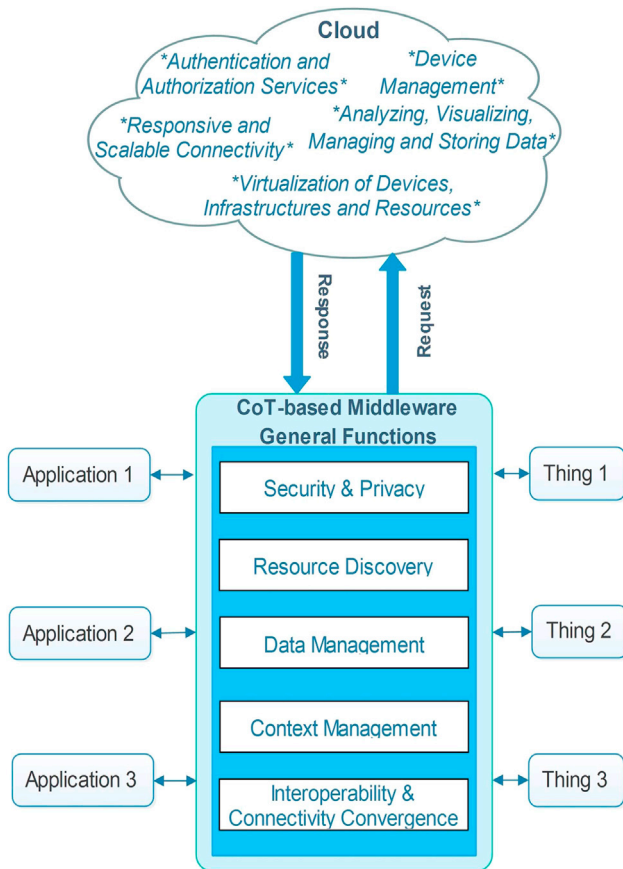 Cloud
*Authentication and
Authorization Services*
*Device
Management*
*Responsive and
Scalable Connectivity*
*Analyzing, Visualizing,
Managing and Storing Data*
*Virtualization of Devices,
Infrastructures and Resources*
Response
Request
CoT-based Middleware
General Functions
Application 1
Security & Privacy
Thing 1
Resource Discovery
Application 2
Data Management
Thing 2
Context Management
Application 3
Interoperability &
Connectivity Convergence
Thing 3